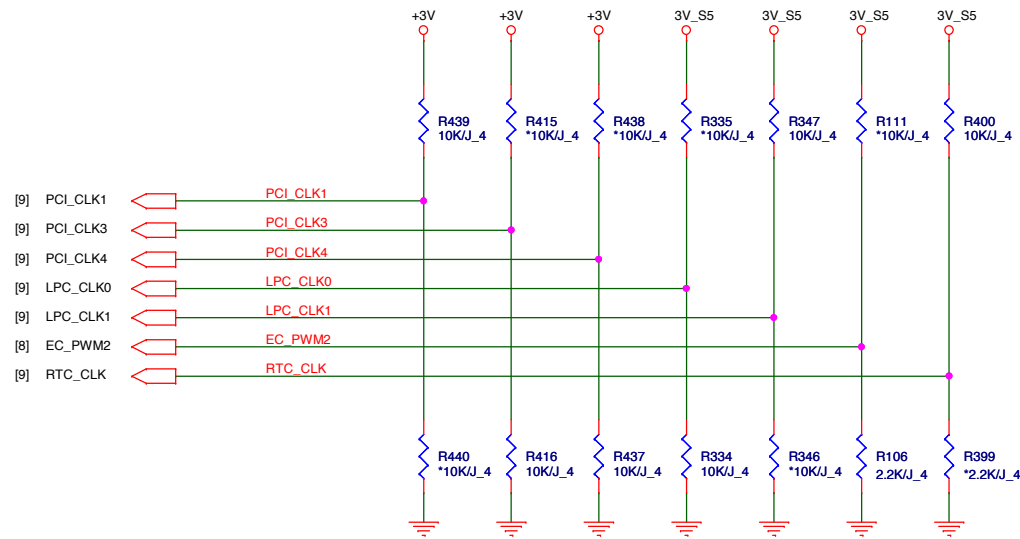 +3V +3V +3V 3V_S5 3V_S5 3V_S5 3V_S5
R439 R415 R438 R335 R347 R111 R400
10K/J_4 *10K/J_4 *10K/J_4 *10K/J_4 10K/J_4 *10K/J_4 10K/J_4
[9] PCI_CLK1 PCI_CLK1
[9] PCI_CLK3 PCI_CLK3
[9] PCI_CLK4 PCI_CLK4
[9] LPC_CLK0 LPC_CLK0
[9] LPC_CLK1 LPC_CLK1
[8] EC_PWM2 EC_PWM2
[9] RTC_CLK RTC_CLK
R440 R416 R437 R334 R346 R106 R399
*10K/J_4 10K/J_4 10K/J_4 10K/J_4 *10K/J_4 2.2K/J_4 *2.2K/J_4